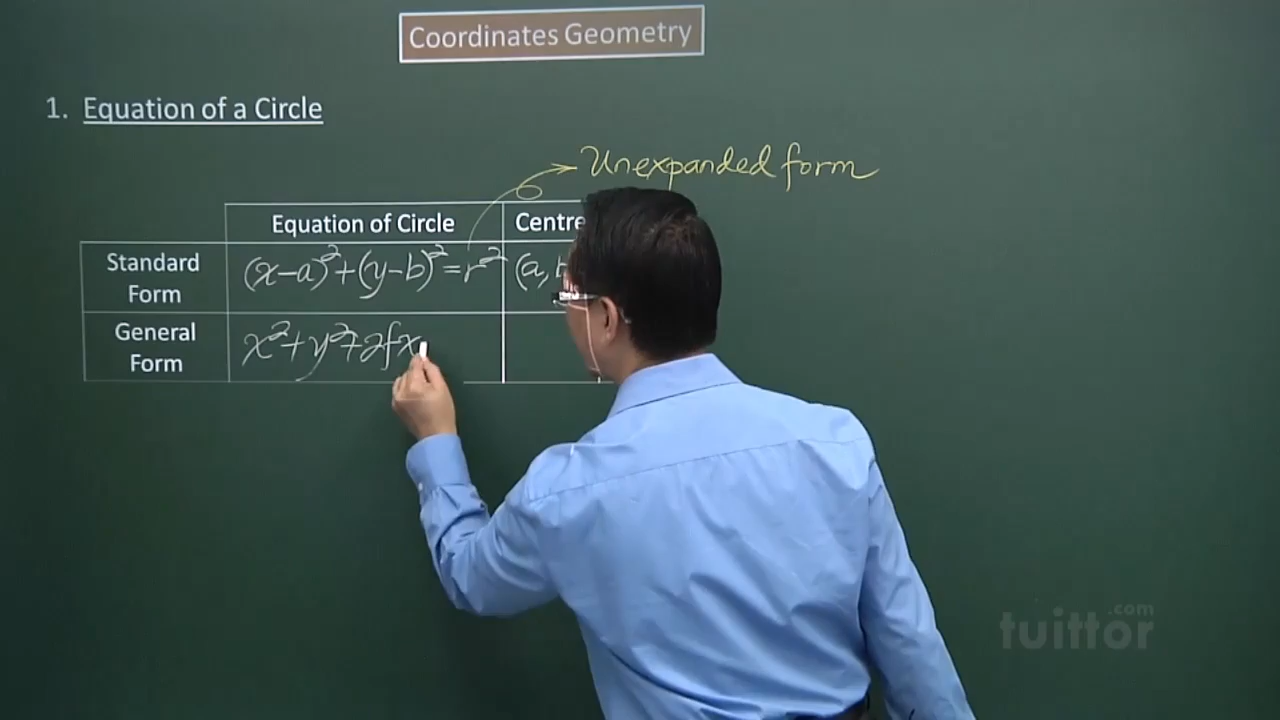 Coordinates Geometry
1. Equation of a Circle
Unexpanded form
Equation of Circle Centre
Standard Form (x-a)²+(y-b)²=r² (a,
General Form x²+y²+2fx
tuittor.com